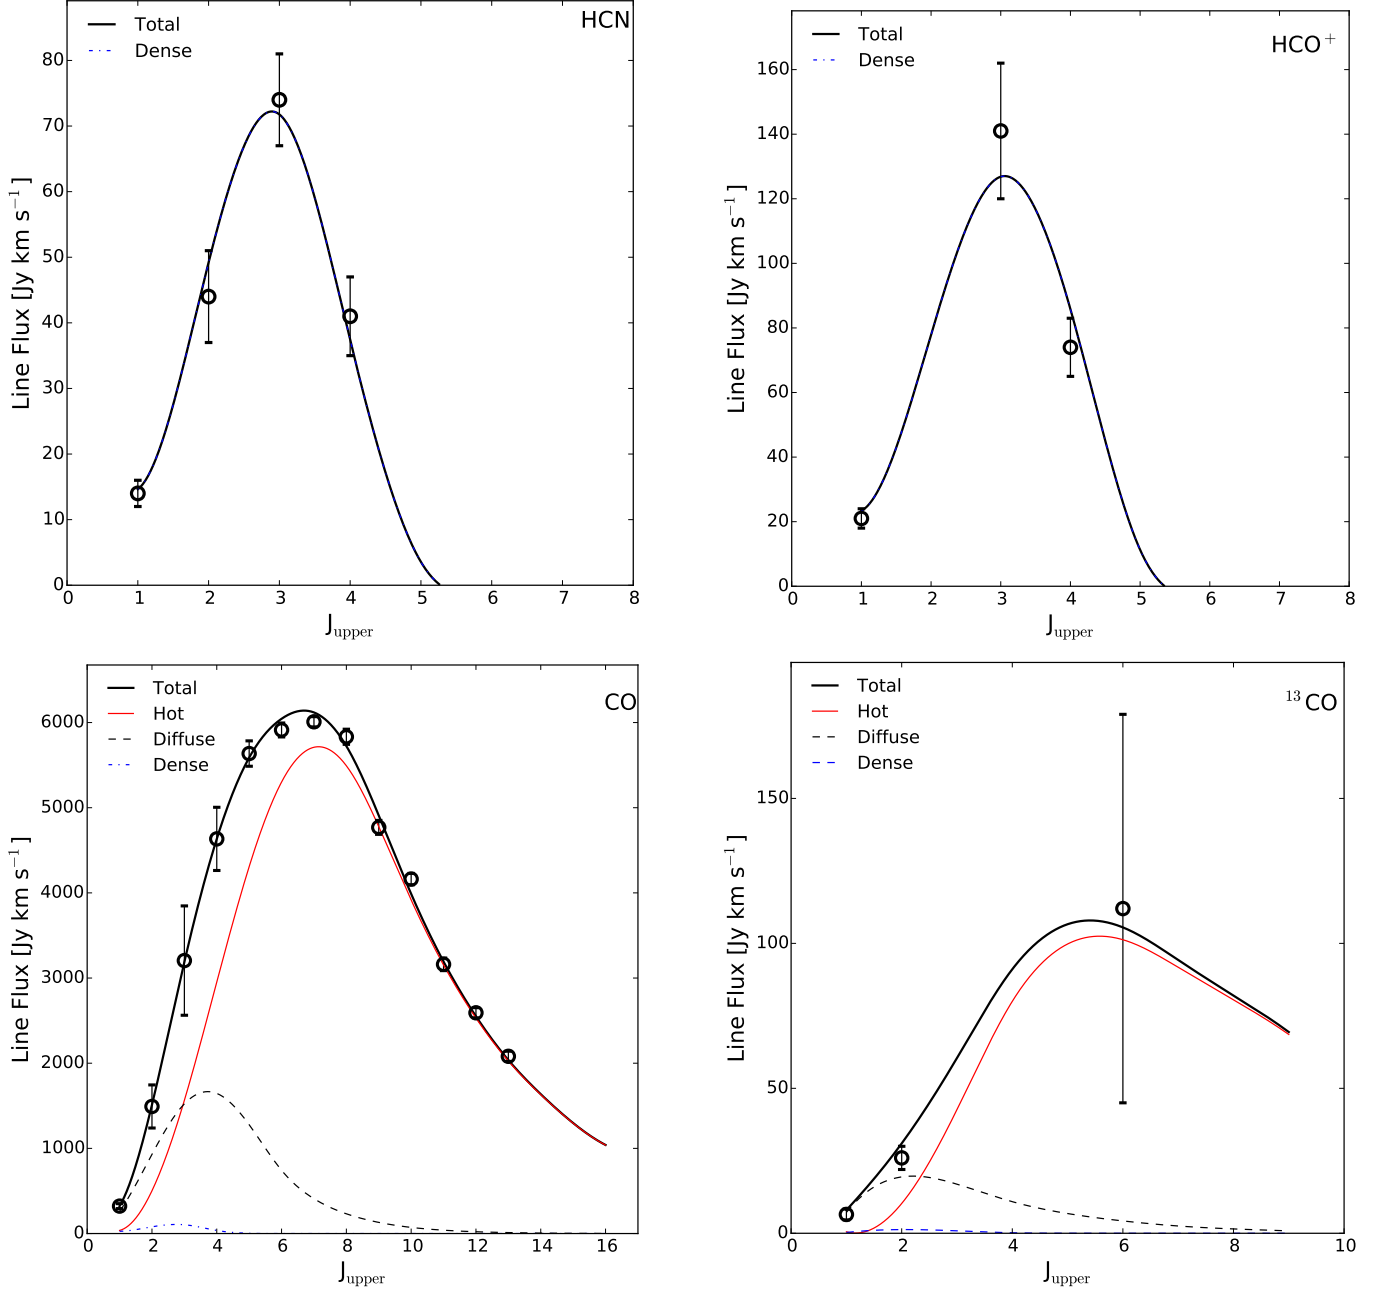 HCN
Total
Dense
80
70
60
50
40
30
20
10
0
0 1 2 3 4 5 6 7 8
Line Flux [Jy km s⁻¹]
J_upper
HCO⁺
Total
Dense
160
140
120
100
80
60
40
20
0
0 1 2 3 4 5 6 7 8
Line Flux [Jy km s⁻¹]
J_upper
CO
Total
Hot
Diffuse
Dense
6000
5000
4000
3000
2000
1000
0
0 2 4 6 8 10 12 14 16
Line Flux [Jy km s⁻¹]
J_upper
¹³CO
Total
Hot
Diffuse
Dense
150
100
50
0
0 2 4 6 8 10
Line Flux [Jy km s⁻¹]
J_upper